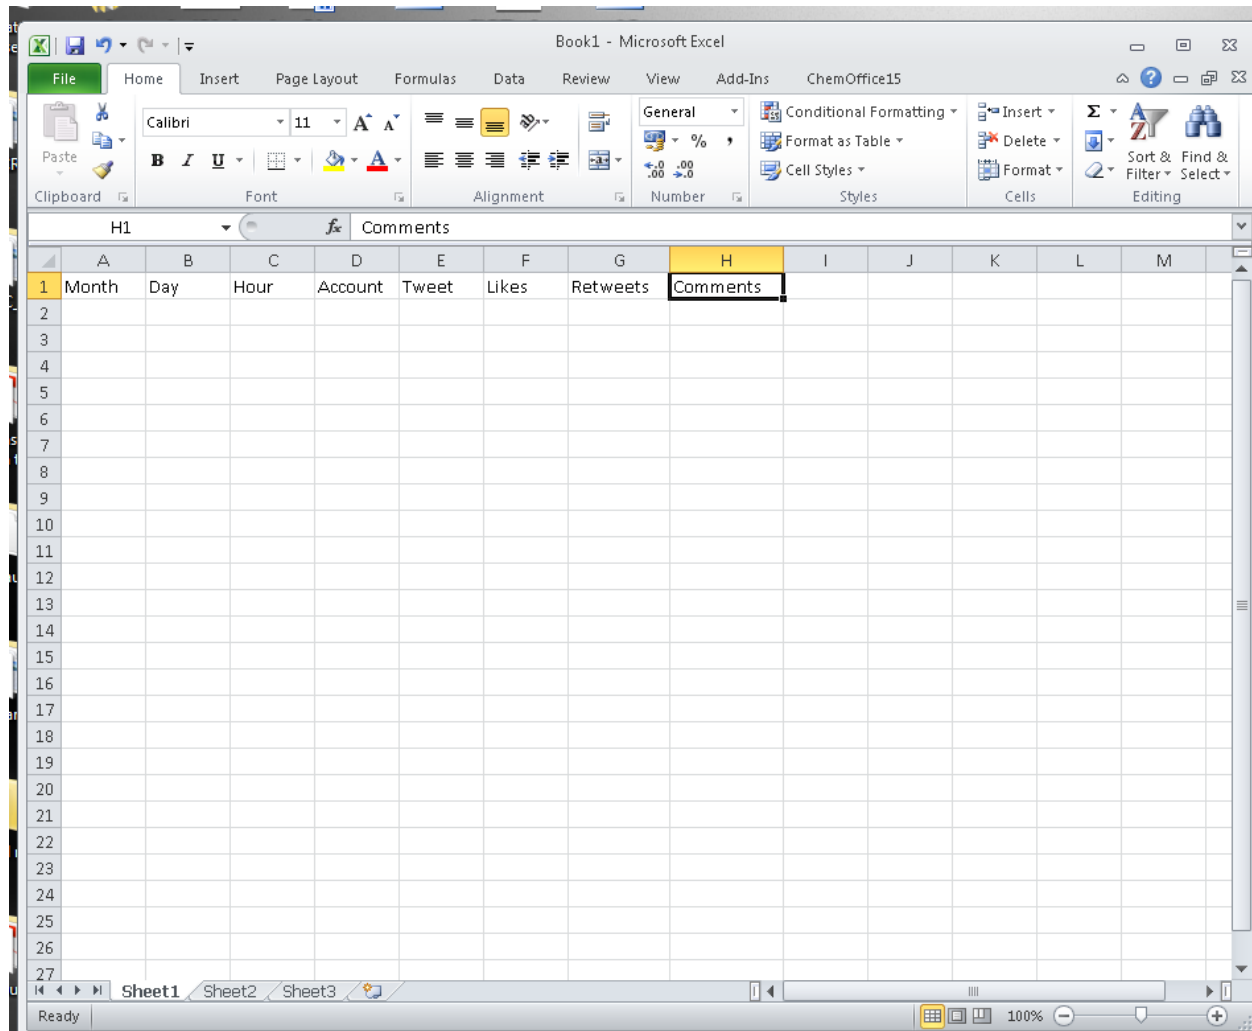 Book1 - Microsoft Excel
File Home Insert Page Layout Formulas Data Review View Add-Ins ChemOffice15
Paste
Calibri 11
B I U A
General
% ,
Conditional Formatting
Format as Table
Cell Styles
Insert
Delete
Format
Σ
Sort & Filter
Find & Select
Clipboard Font Alignment Number Styles Cells Editing
H1 fx Comments
A B C D E F G H I J K L M
1 Month Day Hour Account Tweet Likes Retweets Comments
2
3
4
5
6
7
8
9
10
11
12
13
14
15
16
17
18
19
20
21
22
23
24
25
26
27
Sheet1 Sheet2 Sheet3
Ready 100%